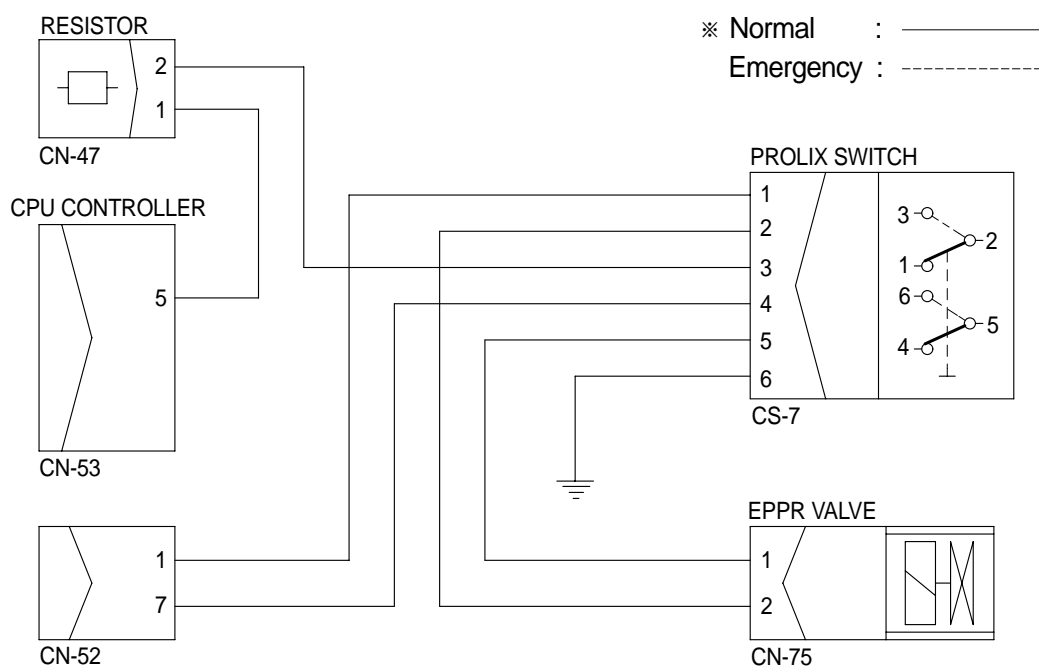 RESISTOR
2
1
CN-47
※ Normal :
Emergency :
CPU CONTROLLER
5
CN-53
1
7
CN-52
PROLIX SWITCH
1
2
3
4
5
6
3
2
1
6
5
4
CS-7
EPPR VALVE
1
2
CN-75